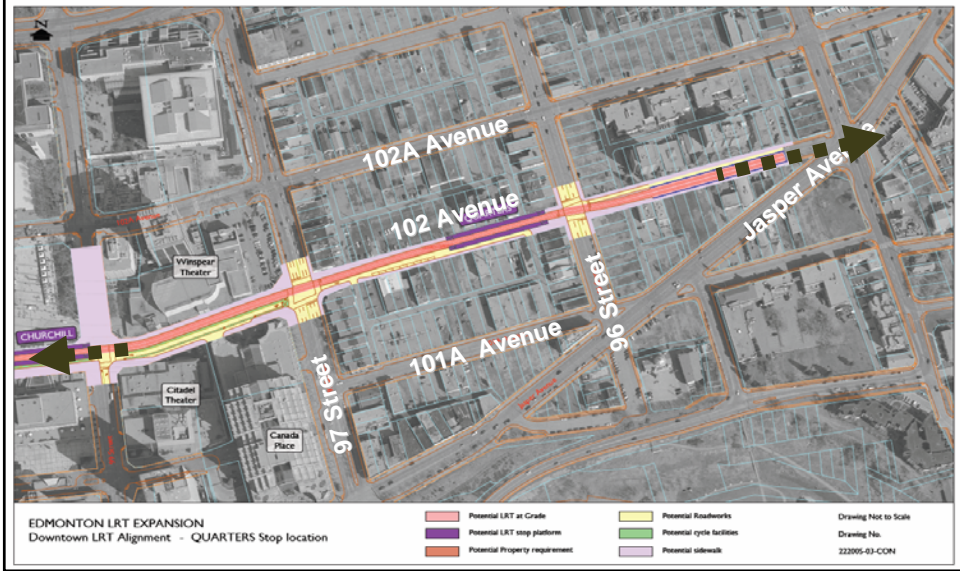 N
102A Avenue
102 Avenue
Jasper Avenue
Winspear
Theater
CHURCHILL
96 Street
101A Avenue
97 Street
Citadel
Theater
Canada
Place
EDMONTON LRT EXPANSION
Downtown LRT Alignment - QUARTERS Stop location
Potential LRT at Grade
Potential LRT stop platform
Potential Property requirement
Potential Roadworks
Potential cycle facilities
Potential sidewalk
Drawing Not to Scale
Drawing No.
222005-03-CON